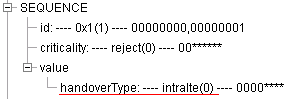 SEQUENCE
id: ---- 0x1(1) ---- 00000000,00000001
criticality: ---- reject(0) ---- 00******
value
handoverType: ---- intralte(0) ---- 0000****